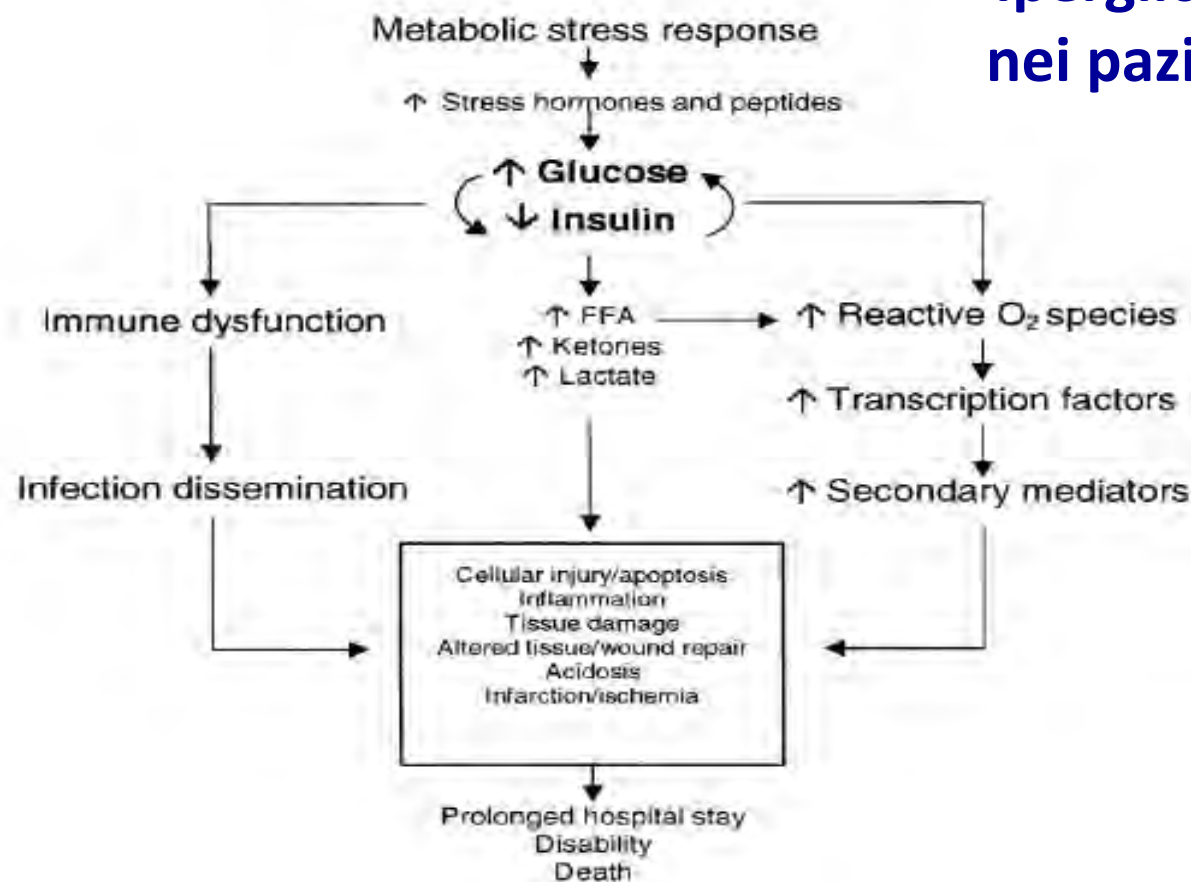 nei pazi
Metabolic stress response
↑ Stress hormones and peptides
↑ Glucose
↓ Insulin
Immune dysfunction
↑ FFA
↑ Ketones
↑ Lactate
↑ Reactive O₂ species
↑ Transcription factors
Infection dissemination
↑ Secondary mediators
Cellular injury/apoptosis
Inflammation
Tissue damage
Altered tissue/wound repair
Acidosis
Infarction/ischemia
Prolonged hospital stay
Disability
Death